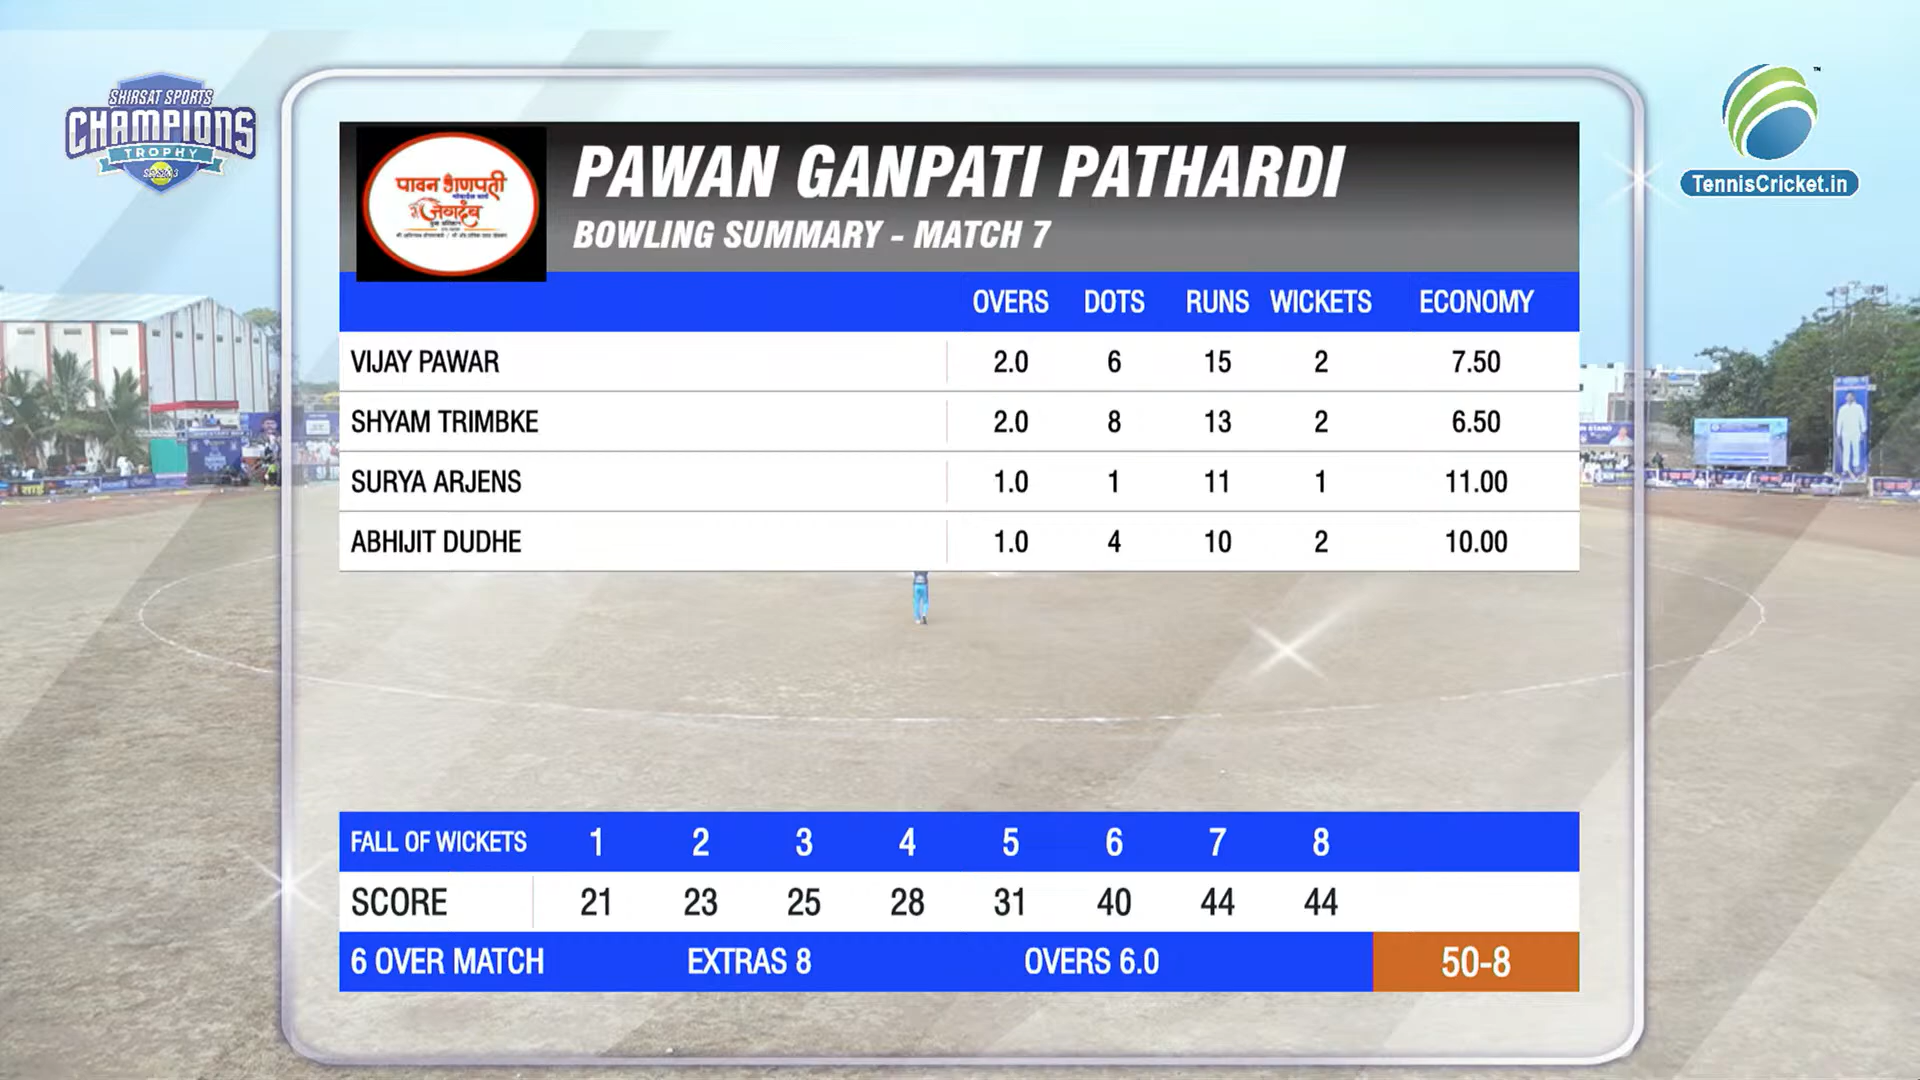 SHIRSAT SPORTS
CHAMPIONS
TROPHY
TennisCricket.in
पावन गणपती
जगदंब
PAWAN GANPATI PATHARDI
BOWLING SUMMARY - MATCH 7
OVERS DOTS RUNS WICKETS ECONOMY
VIJAY PAWAR 2.0 6 15 2 7.50
SHYAM TRIMBKE 2.0 8 13 2 6.50
SURYA ARJENS 1.0 1 11 1 11.00
ABHIJIT DUDHE 1.0 4 10 2 10.00
FALL OF WICKETS 1 2 3 4 5 6 7 8
SCORE 21 23 25 28 31 40 44 44
6 OVER MATCH EXTRAS 8 OVERS 6.0 50-8